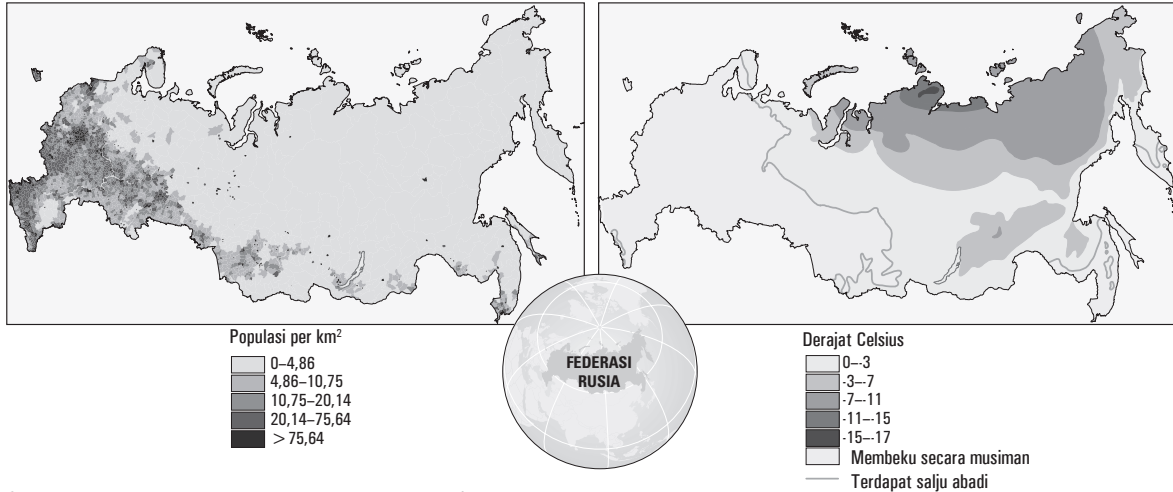 Populasi per km²
0–4,86
4,86–10,75
10,75–20,14
20,14–75,64
> 75,64
FEDERASI
RUSIA
Derajat Celsius
0–-3
-3–-7
-7–-11
-11–-15
-15–-17
Membeku secara musiman
Terdapat salju abadi